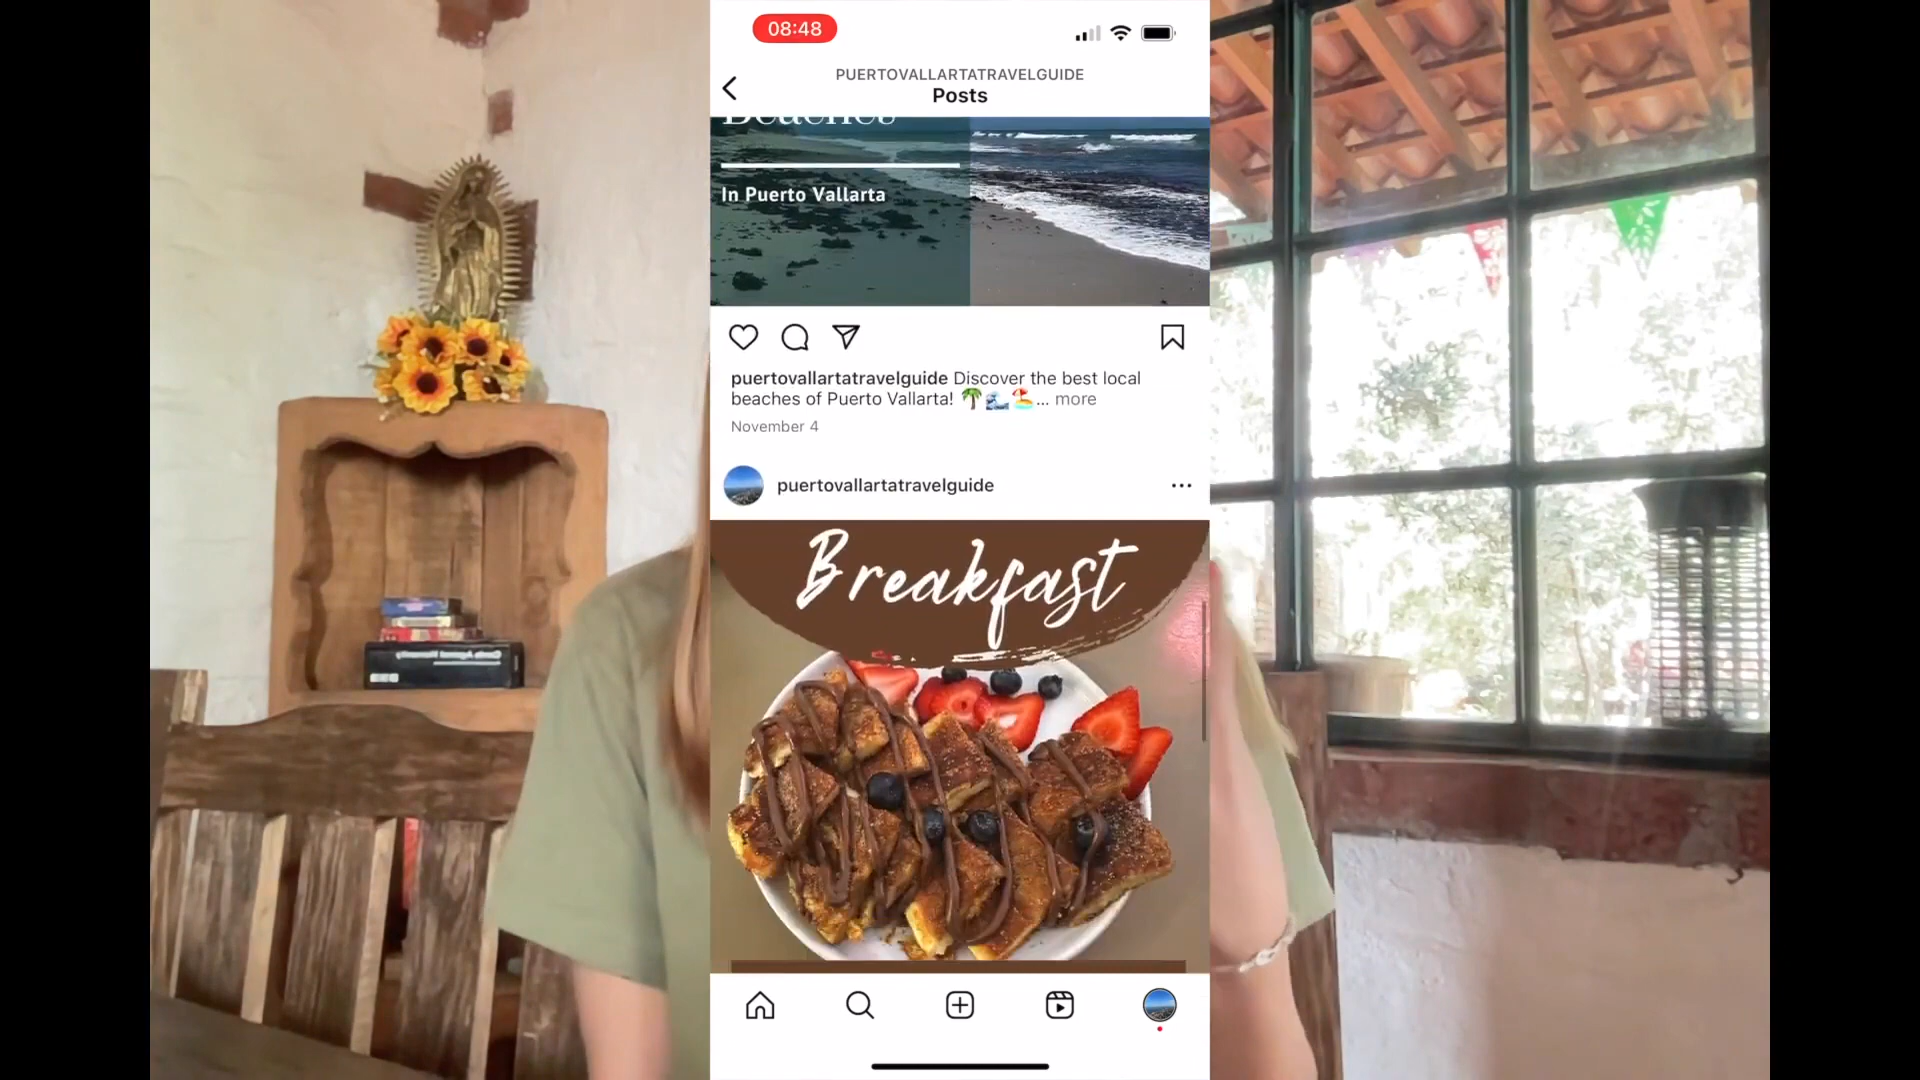 08:48
PUERTOVALLARTATRAVELGUIDE
Posts
Beaches
In Puerto Vallarta
puertovallartatravelguide Discover the best local
beaches of Puerto Vallarta! 🌴🌊🏖️... more
November 4
puertovallartatravelguide
Breakfast